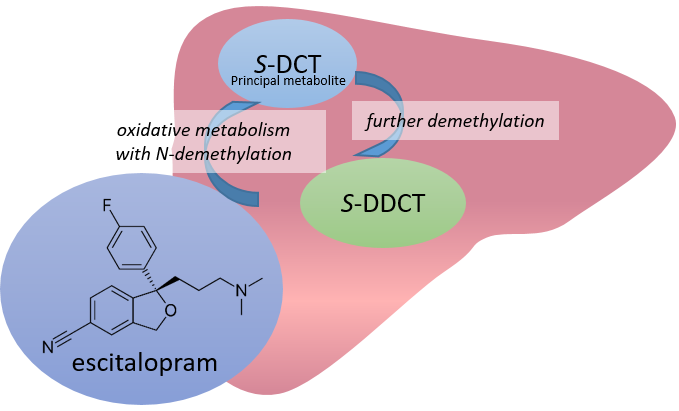 S-DCT
Principal metabolite
oxidative metabolism
with N-demethylation
further demethylation
S-DDCT
F
N
O
N
escitalopram